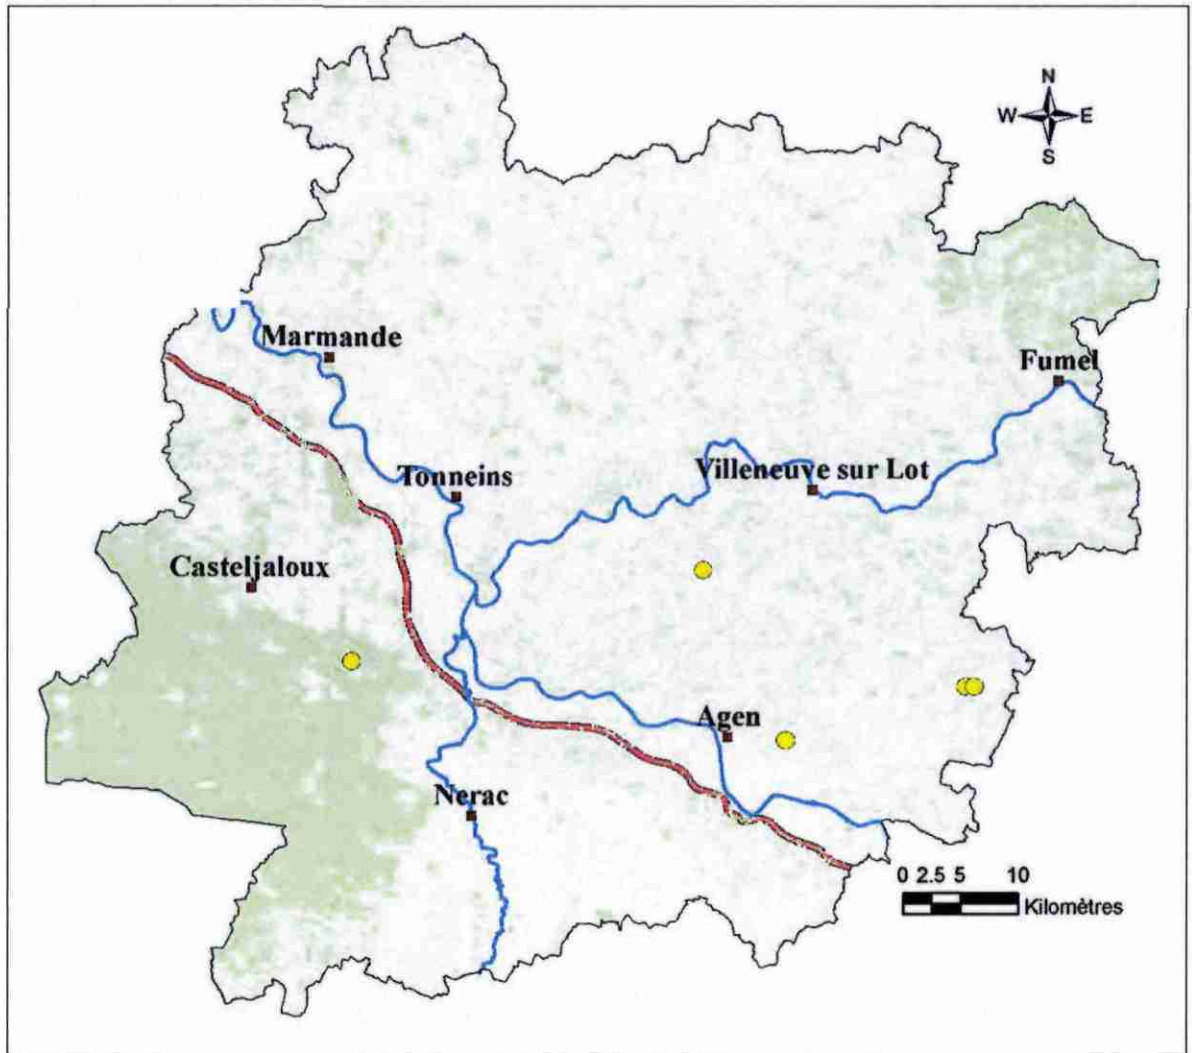 N
W E
S
Marmande
Fumel
Tonneins
Villeneuve sur Lot
Casteljaloux
Agen
Nerac
0 2.5 5 10
Kilomètres